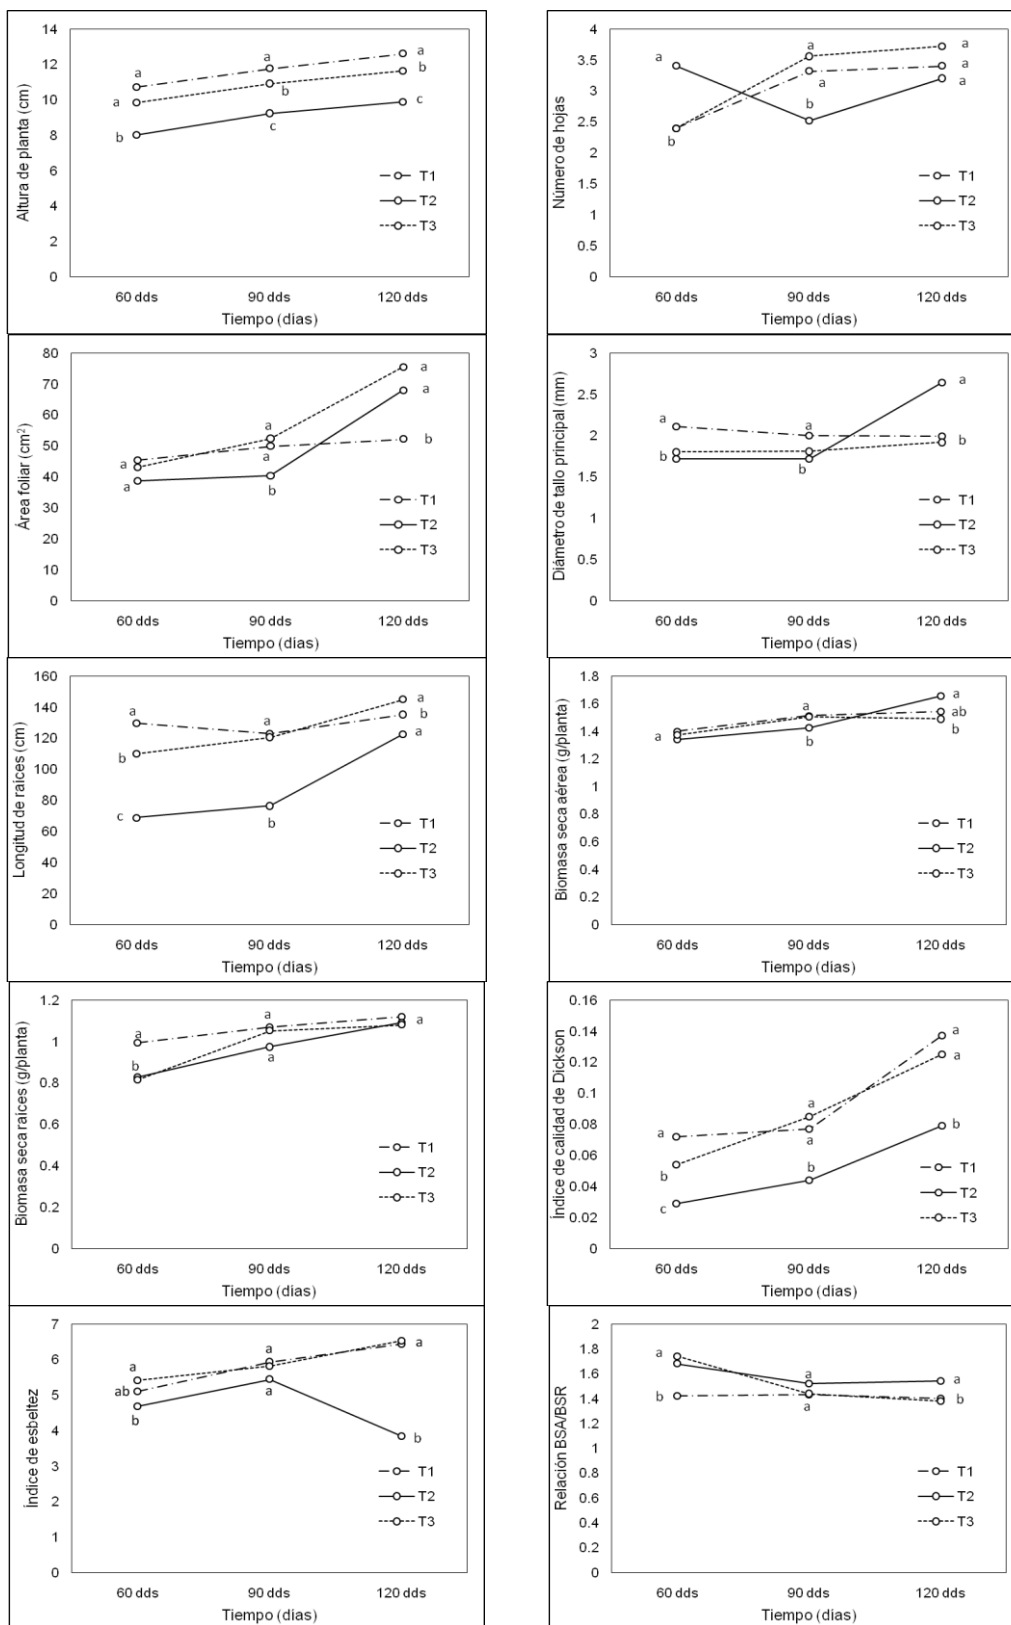 Altura de planta (cm)
14
12
10
8
6
4
2
0
a
a
a
a
b
b
b
c
c
T1
T2
T3
60 dds
90 dds
120 dds
Tiempo (días)
Número de hojas
4
3.5
3
2.5
2
1.5
1
0.5
0
a
a
a
a
a
b
a
b
T1
T2
T3
60 dds
90 dds
120 dds
Tiempo (días)
Área foliar (cm²)
80
70
60
50
40
30
20
10
0
a
a
a
a
a
b
a
b
T1
T2
T3
60 dds
90 dds
120 dds
Tiempo (días)
Diámetro de tallo principal (mm)
3
2.5
2
1.5
1
0.5
0
a
a
a
b
b
b
T1
T2
T3
60 dds
90 dds
120 dds
Tiempo (días)
Longitud de raíces (cm)
160
140
120
100
80
60
40
20
0
a
a
a
b
b
a
c
b
T1
T2
T3
60 dds
90 dds
120 dds
Tiempo (días)
Biomasa seca aérea (g/planta)
1.8
1.6
1.4
1.2
1
0.8
0.6
0.4
0.2
0
a
a
ab
a
b
b
T1
T2
T3
60 dds
90 dds
120 dds
Tiempo (días)
Biomasa seca raíces (g/planta)
1.2
1
0.8
0.6
0.4
0.2
0
a
a
a
b
a
T1
T2
T3
60 dds
90 dds
120 dds
Tiempo (días)
Índice de calidad de Dickson
0.16
0.14
0.12
0.1
0.08
0.06
0.04
0.02
0
a
a
a
a
a
b
b
b
c
T1
T2
T3
60 dds
90 dds
120 dds
Tiempo (días)
Índice de esbeltez
7
6
5
4
3
2
1
0
a
a
a
ab
a
b
b
T1
T2
T3
60 dds
90 dds
120 dds
Tiempo (días)
Relación BSA/BSR
2
1.8
1.6
1.4
1.2
1
0.8
0.6
0.4
0.2
0
a
a
a
b
a
b
T1
T2
T3
60 dds
90 dds
120 dds
Tiempo (días)